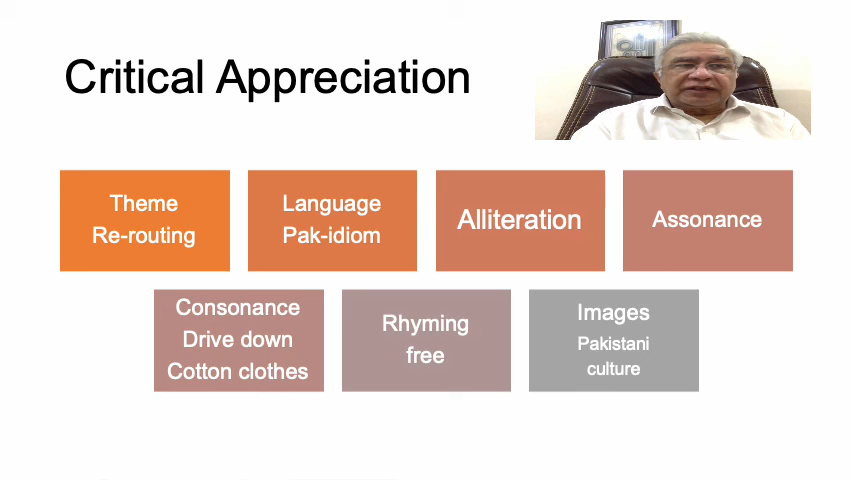 Critical Appreciation
Theme
Re-routing
Language
Pak-idiom
Alliteration
Assonance
Consonance
Drive down
Cotton clothes
Rhyming
free
Images
Pakistani
culture